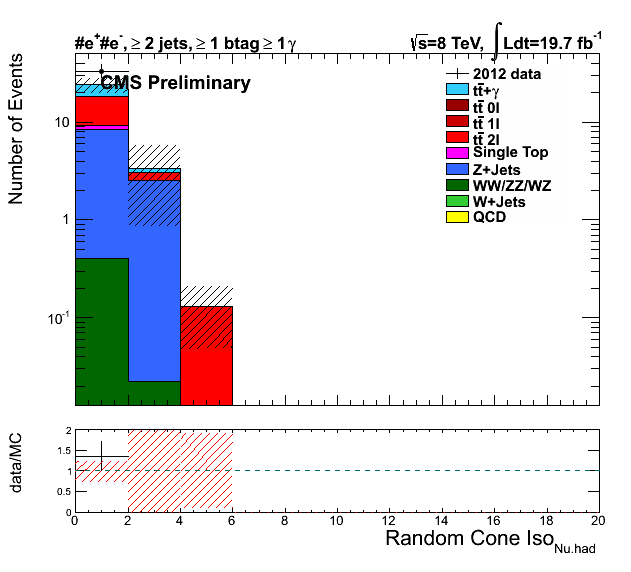 #e⁺#e⁻, ≥ 2 jets, ≥ 1 btag ≥ 1γ
√s=8 TeV, ∫Ldt=19.7 fb⁻¹
CMS Preliminary
Number of Events
10
1
10⁻¹
2012 data
tt̄+γ
tt̄ 0l
tt̄ 1l
tt̄ 2l
Single Top
Z+Jets
WW/ZZ/WZ
W+Jets
QCD
data/MC
2
1.5
1
0.5
0
0 2 4 6 8 10 12 14 16 18 20
Random Cone Iso_Nu.had